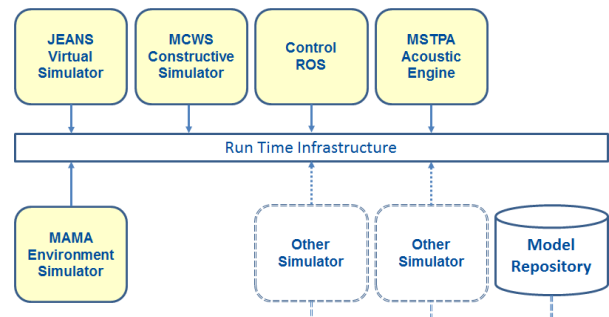 JEANS
Virtual
Simulator
MCWS
Constructive
Simulator
Control
ROS
MSTPA
Acoustic
Engine
Run Time Infrastructure
MAMA
Environment
Simulator
Other
Simulator
Other
Simulator
Model
Repository